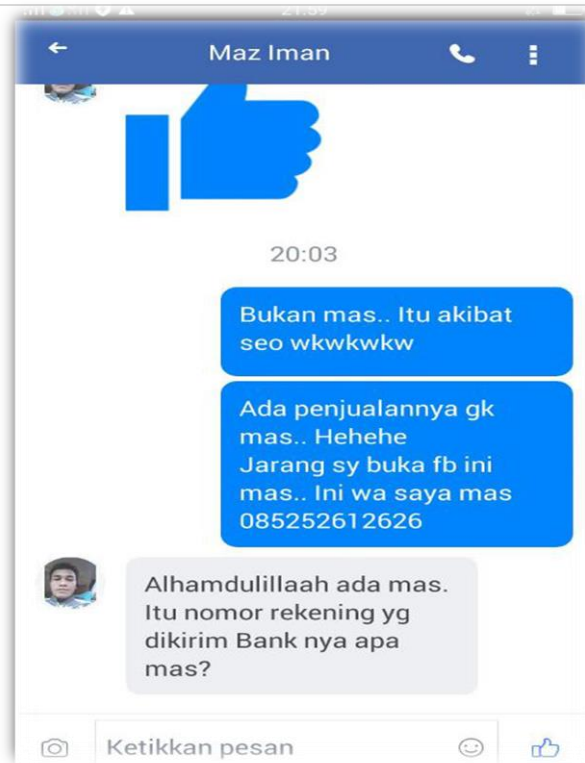 21:59
Maz Iman
20:03
Bukan mas.. Itu akibat
seo wkwkwkw
Ada penjualannya gk
mas.. Hehehe
Jarang sy buka fb ini
mas.. Ini wa saya mas
085252612626
Alhamdulillaah ada mas.
Itu nomor rekening yg
dikirim Bank nya apa
mas?
Ketikkan pesan